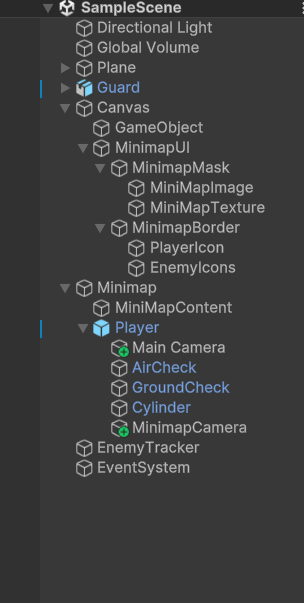 SampleScene
Directional Light
Global Volume
Plane
Guard
Canvas
GameObject
MinimapUI
MinimapMask
MiniMapImage
MiniMapTexture
MinimapBorder
PlayerIcon
EnemyIcons
Minimap
MiniMapContent
Player
Main Camera
AirCheck
GroundCheck
Cylinder
MinimapCamera
EnemyTracker
EventSystem